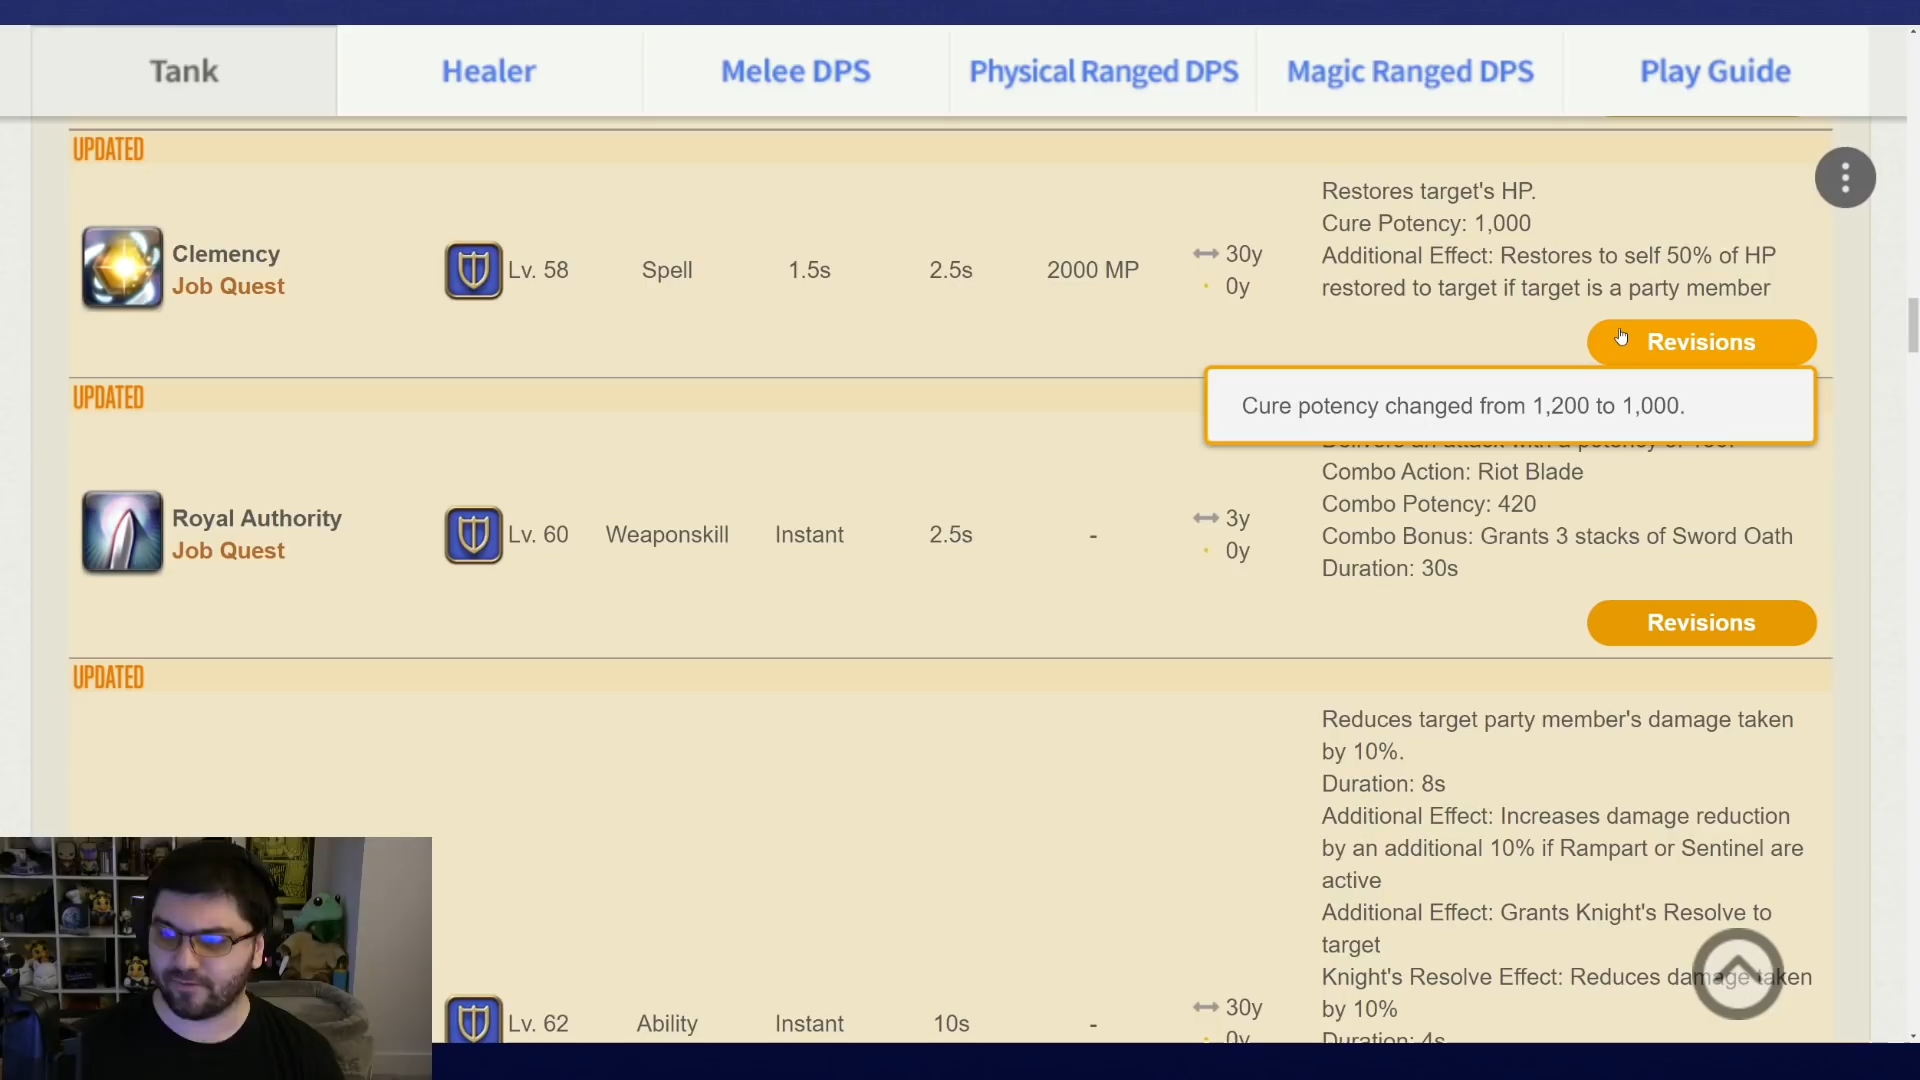 Tank
Healer
Melee DPS
Physical Ranged DPS
Magic Ranged DPS
Play Guide
UPDATED
Clemency
Job Quest
Lv. 58
Spell
1.5s
2.5s
2000 MP
30y
0y
Restores target's HP.
Cure Potency: 1,000
Additional Effect: Restores to self 50% of HP
restored to target if target is a party member
Revisions
Cure potency changed from 1,200 to 1,000.
UPDATED
Royal Authority
Job Quest
Lv. 60
Weaponskill
Instant
2.5s
-
3y
0y
Combo Action: Riot Blade
Combo Potency: 420
Combo Bonus: Grants 3 stacks of Sword Oath
Duration: 30s
Revisions
UPDATED
Lv. 62
Ability
Instant
10s
-
30y
0y
Reduces target party member's damage taken
by 10%.
Duration: 8s
Additional Effect: Increases damage reduction
by an additional 10% if Rampart or Sentinel are
active
Additional Effect: Grants Knight's Resolve to
target
Knight's Resolve Effect: Reduces damage taken
by 10%
Duration: 4s